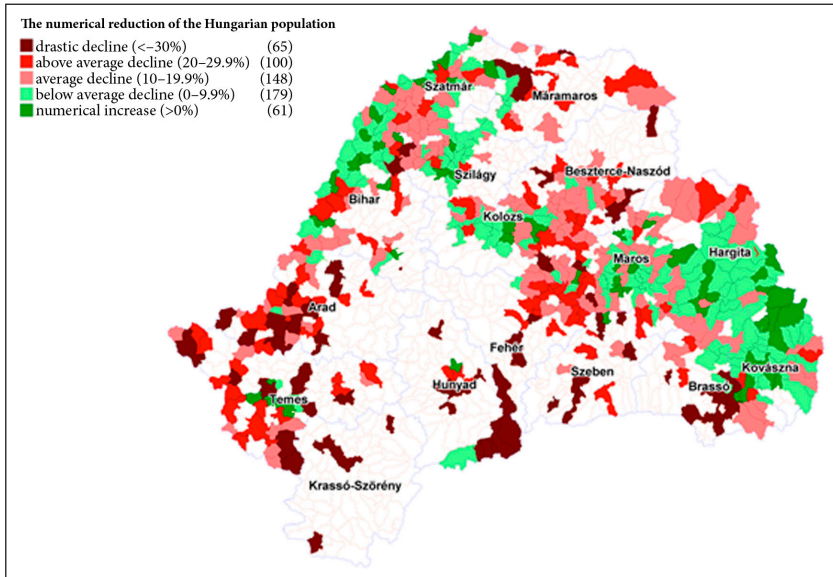 The numerical reduction of the Hungarian population
drastic decline (<–30%) (65)
above average decline (20–29.9%) (100)
average decline (10–19.9%) (148)
below average decline (0–9.9%) (179)
numerical increase (>0%) (61)
Szatmár
Máramaros
Szilágy
Beszterce-Naszód
Bihar
Kolozs
Maros
Hargita
Arad
Fehér
Hunyad
Szeben
Kovászna
Brassó
Temes
Krassó-Szörény